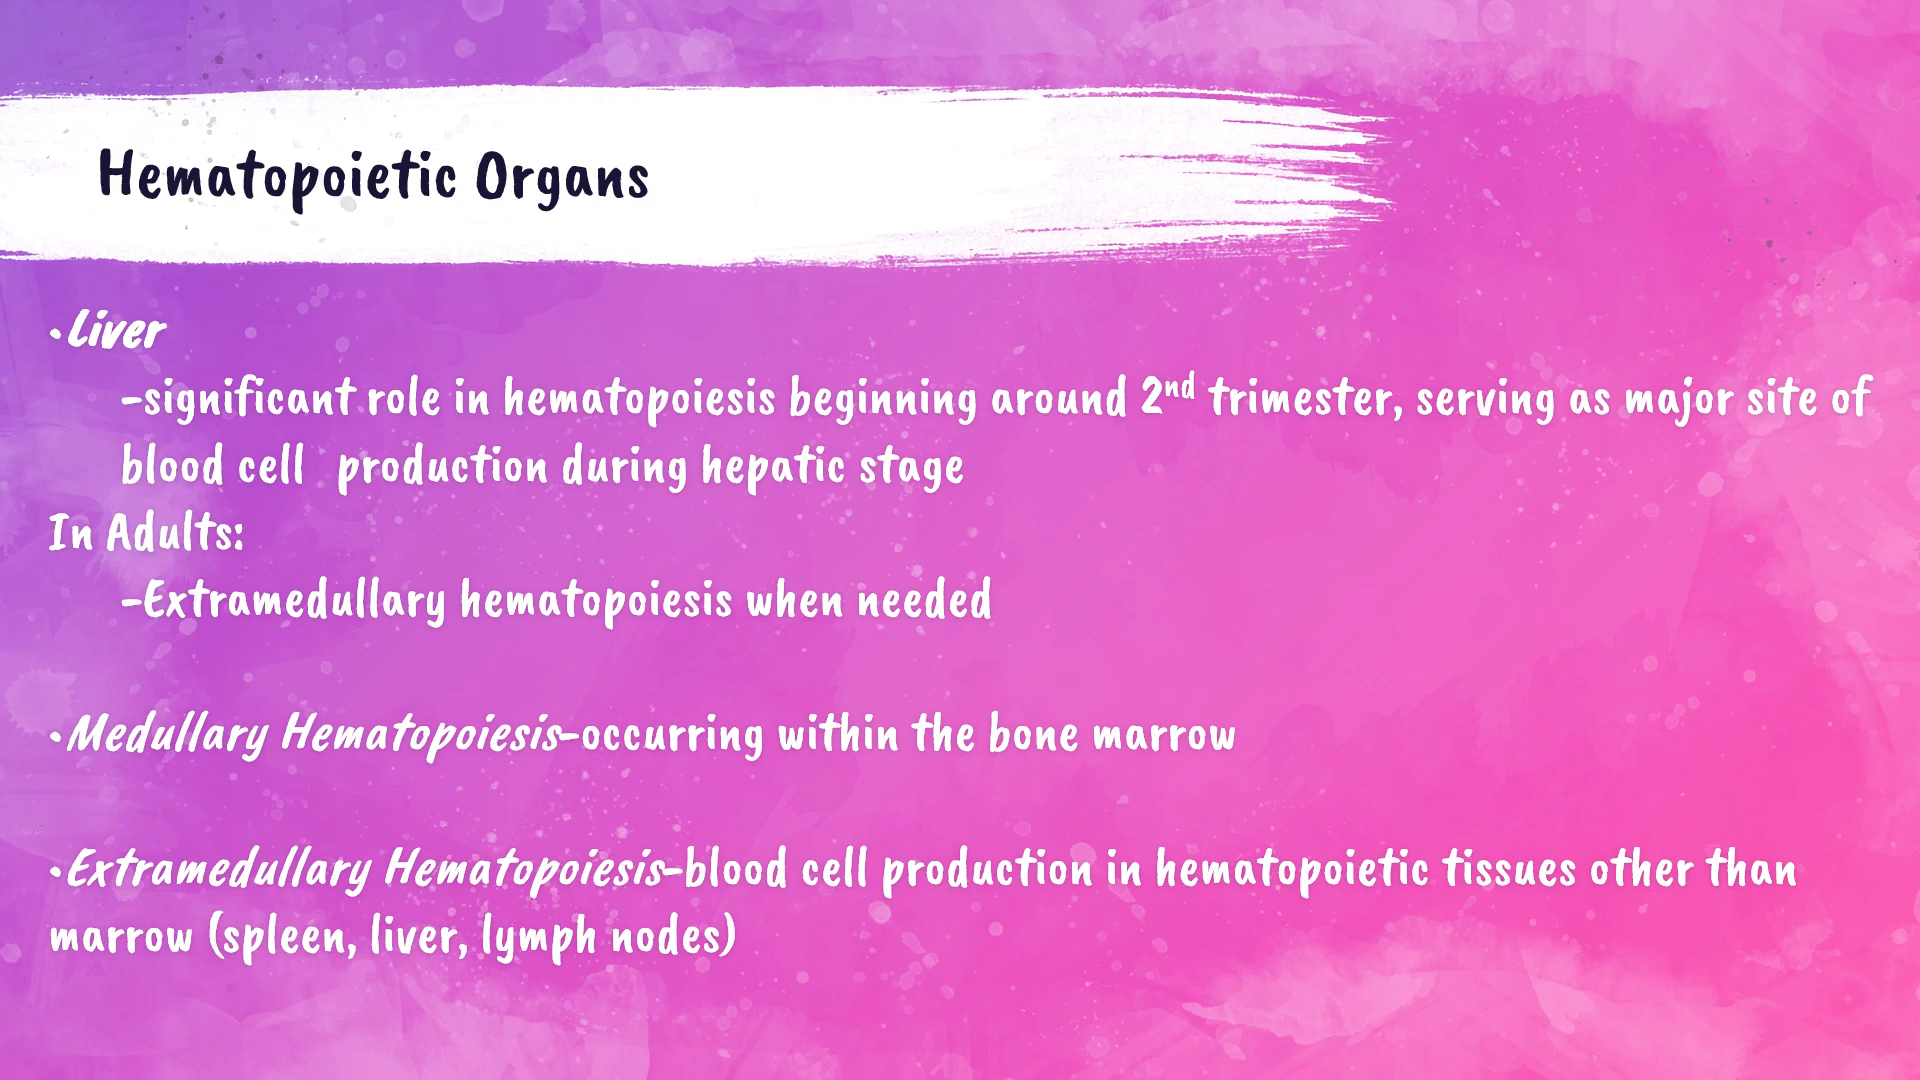 Hematopoietic Organs
•Liver
-significant role in hematopoiesis beginning around 2nd trimester, serving as major site of
blood cell  production during hepatic stage
In Adults:
-Extramedullary hematopoiesis when needed
•Medullary Hematopoiesis-occurring within the bone marrow
•Extramedullary Hematopoiesis-blood cell production in hematopoietic tissues other than
marrow (spleen, liver, lymph nodes)